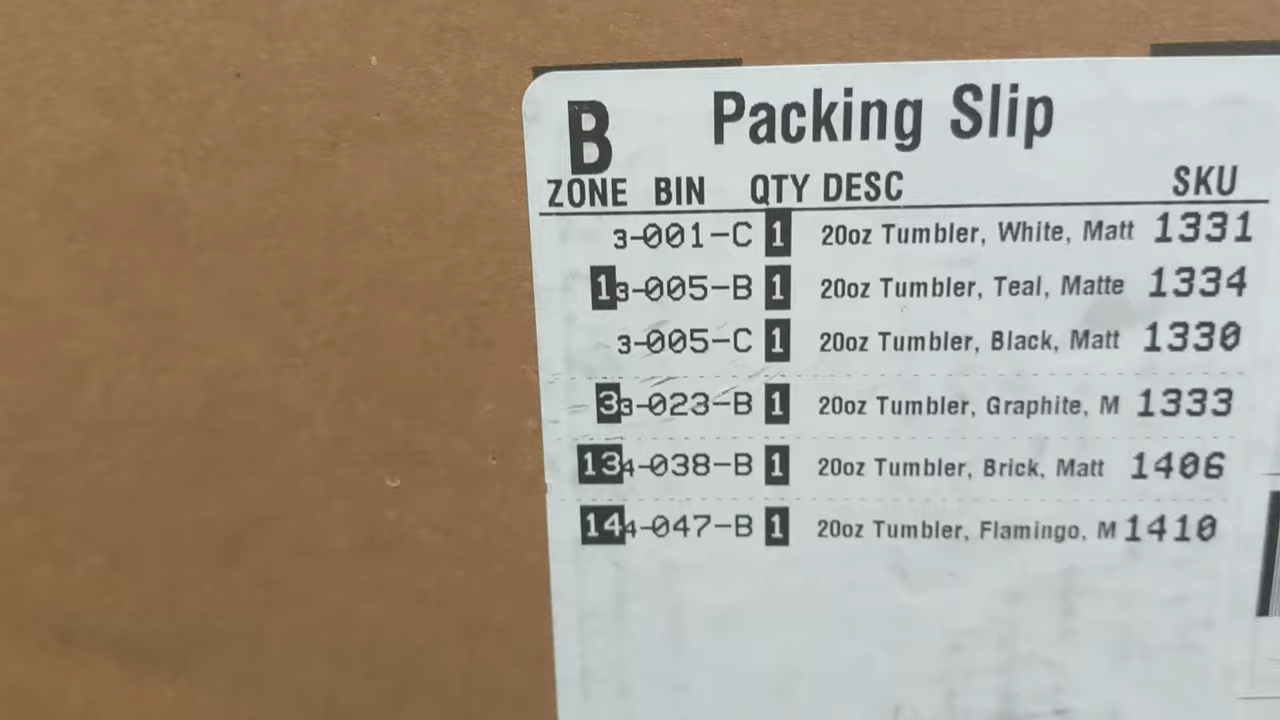 B Packing Slip
ZONE BIN QTY DESC SKU
3-001-C 1 20oz Tumbler, White, Matt 1331
1 3-005-B 1 20oz Tumbler, Teal, Matte 1334
3-005-C 1 20oz Tumbler, Black, Matt 1330
3 3-023-B 1 20oz Tumbler, Graphite, M 1333
13 4-038-B 1 20oz Tumbler, Brick, Matt 1406
14 4-047-B 1 20oz Tumbler, Flamingo, M 1410